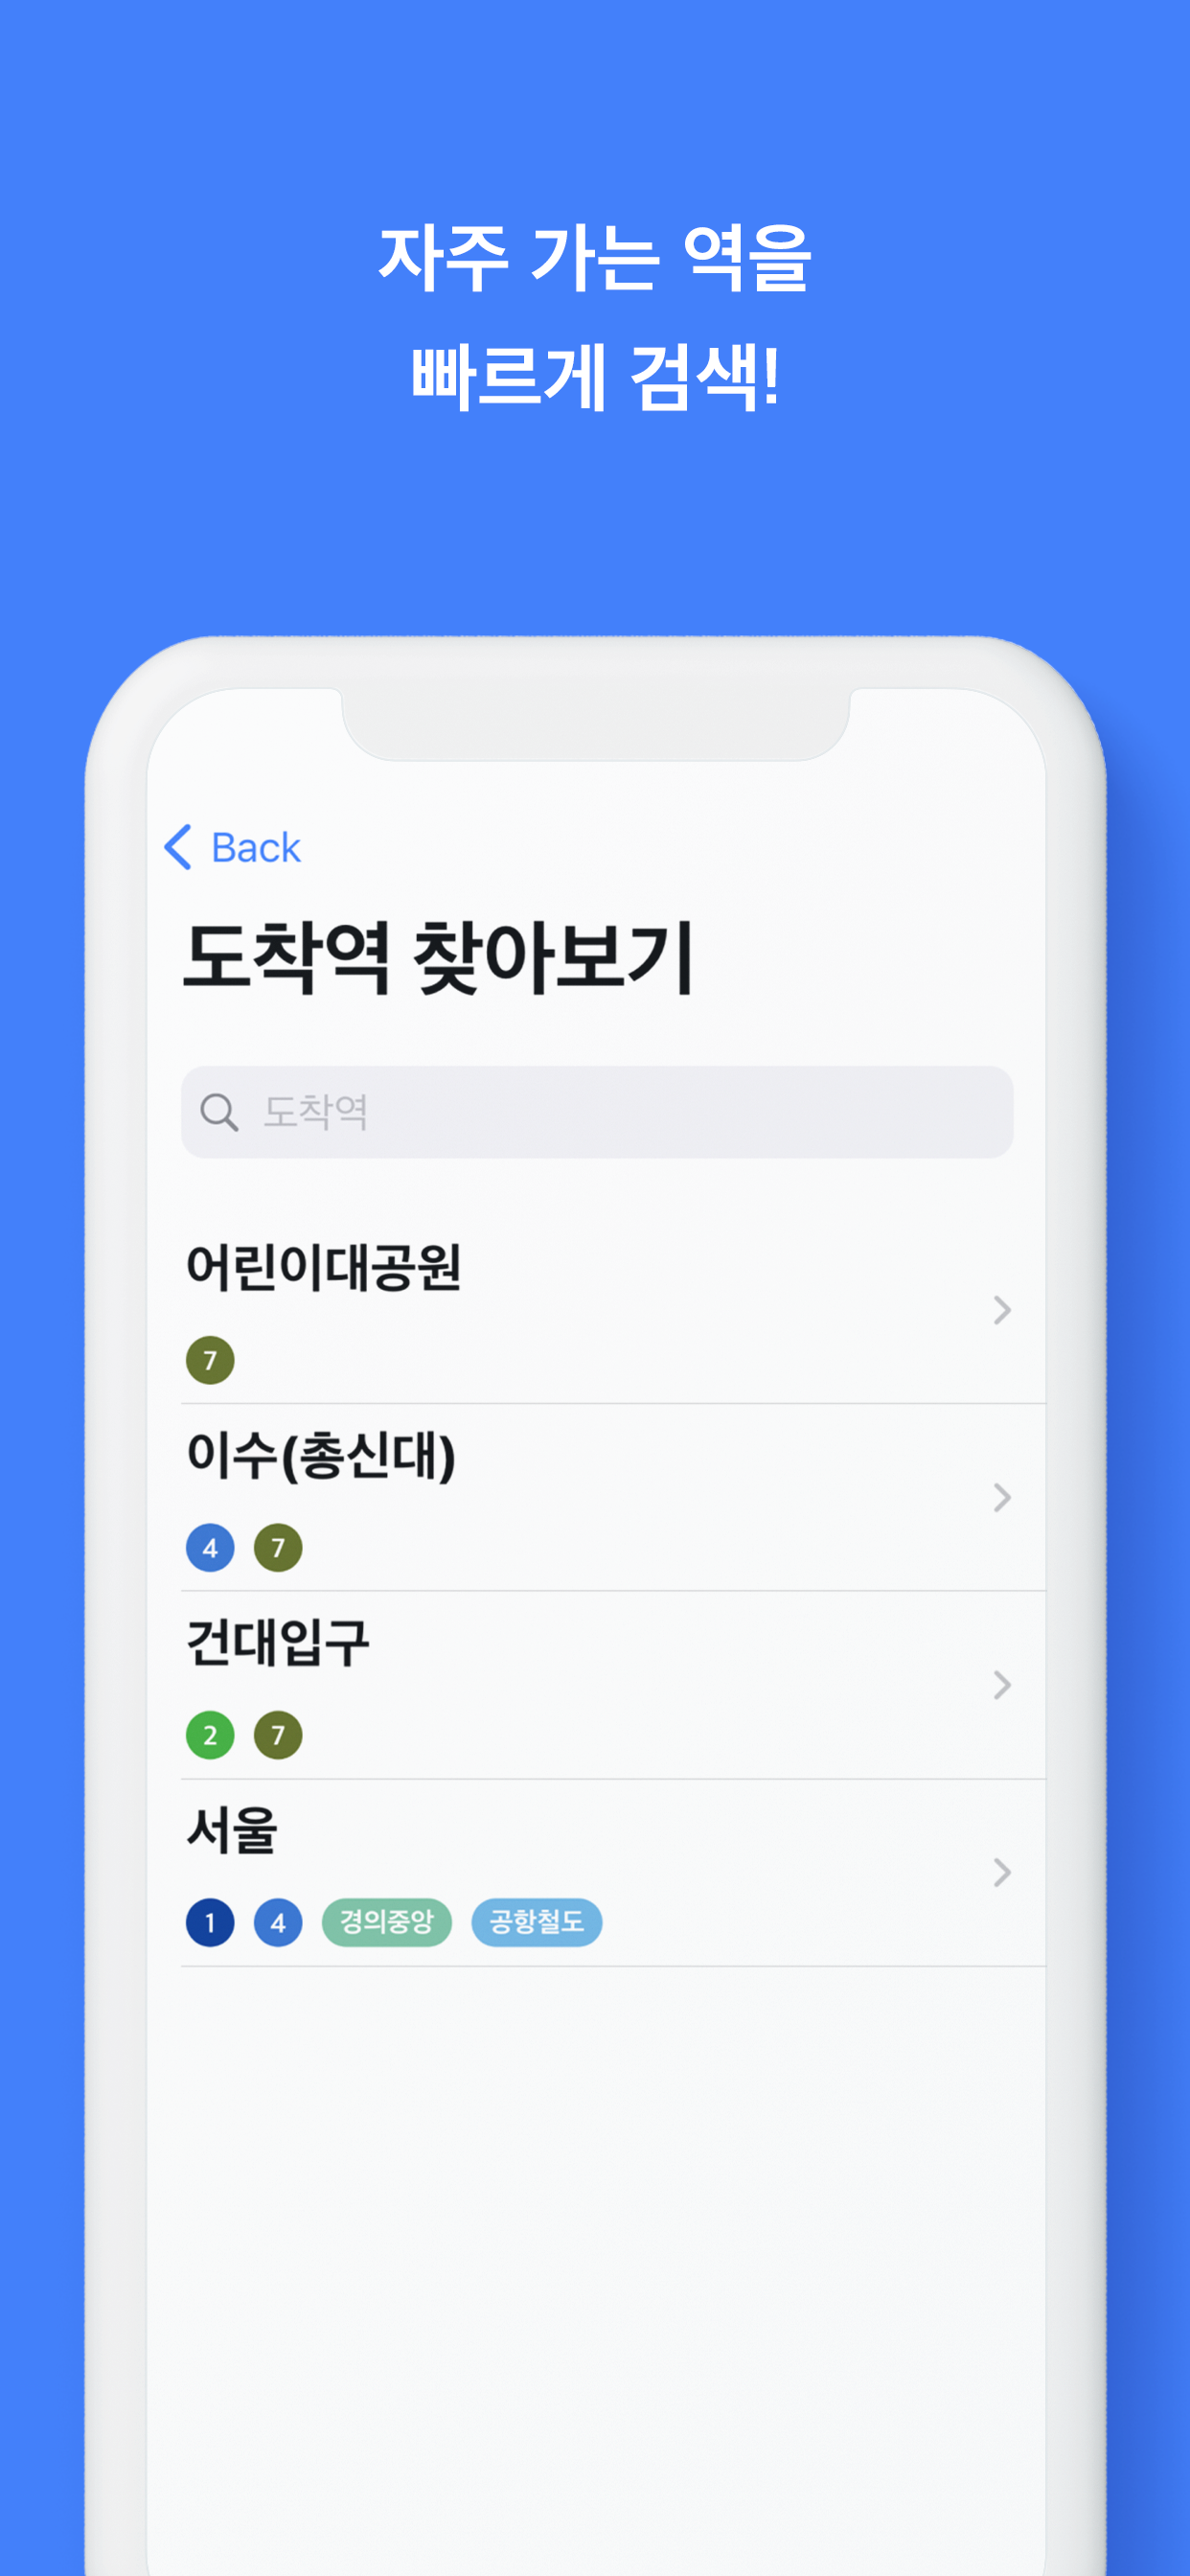 자주 가는 역을
빠르게 검색!
Back
도착역 찾아보기
도착역
어린이대공원
7
이수(총신대)
4 7
건대입구
2 7
서울
1 4 경의중앙 공항철도